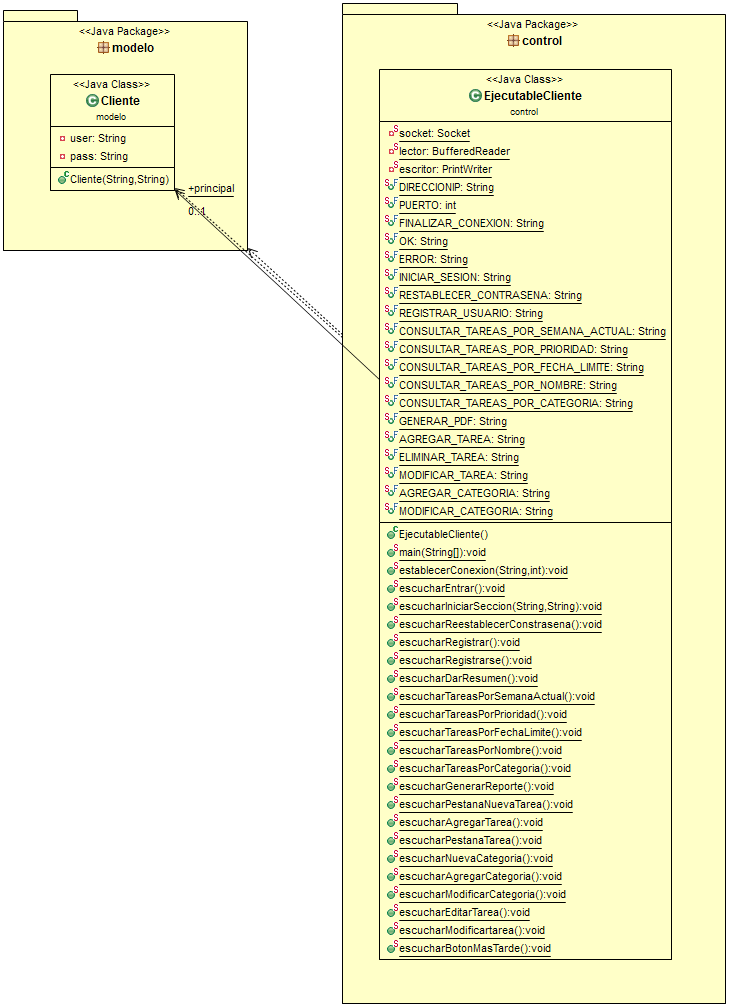 <<Java Package>>
modelo
<<Java Class>>
Cliente
modelo
user: String
pass: String
Cliente(String,String)
+principal
0..1
<<Java Package>>
control
<<Java Class>>
EjecutableCliente
control
socket: Socket
lector: BufferedReader
escritor: PrintWriter
DIRECCIONIP: String
PUERTO: int
FINALIZAR_CONEXION: String
OK: String
ERROR: String
INICIAR_SESION: String
RESTABLECER_CONTRASENA: String
REGISTRAR_USUARIO: String
CONSULTAR_TAREAS_POR_SEMANA_ACTUAL: String
CONSULTAR_TAREAS_POR_PRIORIDAD: String
CONSULTAR_TAREAS_POR_FECHA_LIMITE: String
CONSULTAR_TAREAS_POR_NOMBRE: String
CONSULTAR_TAREAS_POR_CATEGORIA: String
GENERAR_PDF: String
AGREGAR_TAREA: String
ELIMINAR_TAREA: String
MODIFICAR_TAREA: String
AGREGAR_CATEGORIA: String
MODIFICAR_CATEGORIA: String
EjecutableCliente()
main(String[]):void
establecerConexion(String,int):void
escucharEntrar():void
escucharIniciarSeccion(String,String):void
escucharReestablecerConstrasena():void
escucharRegistrar():void
escucharRegistrarse():void
escucharDarResumen():void
escucharTareasPorSemanaActual():void
escucharTareasPorPrioridad():void
escucharTareasPorFechaLimite():void
escucharTareasPorNombre():void
escucharTareasPorCategoria():void
escucharGenerarReporte():void
escucharPestanaNuevaTarea():void
escucharAgregarTarea():void
escucharPestanaTarea():void
escucharNuevaCategoria():void
escucharAgregarCategoria():void
escucharModificarCategoria():void
escucharEditarTarea():void
escucharModificartarea():void
escucharBotonMasTarde():void